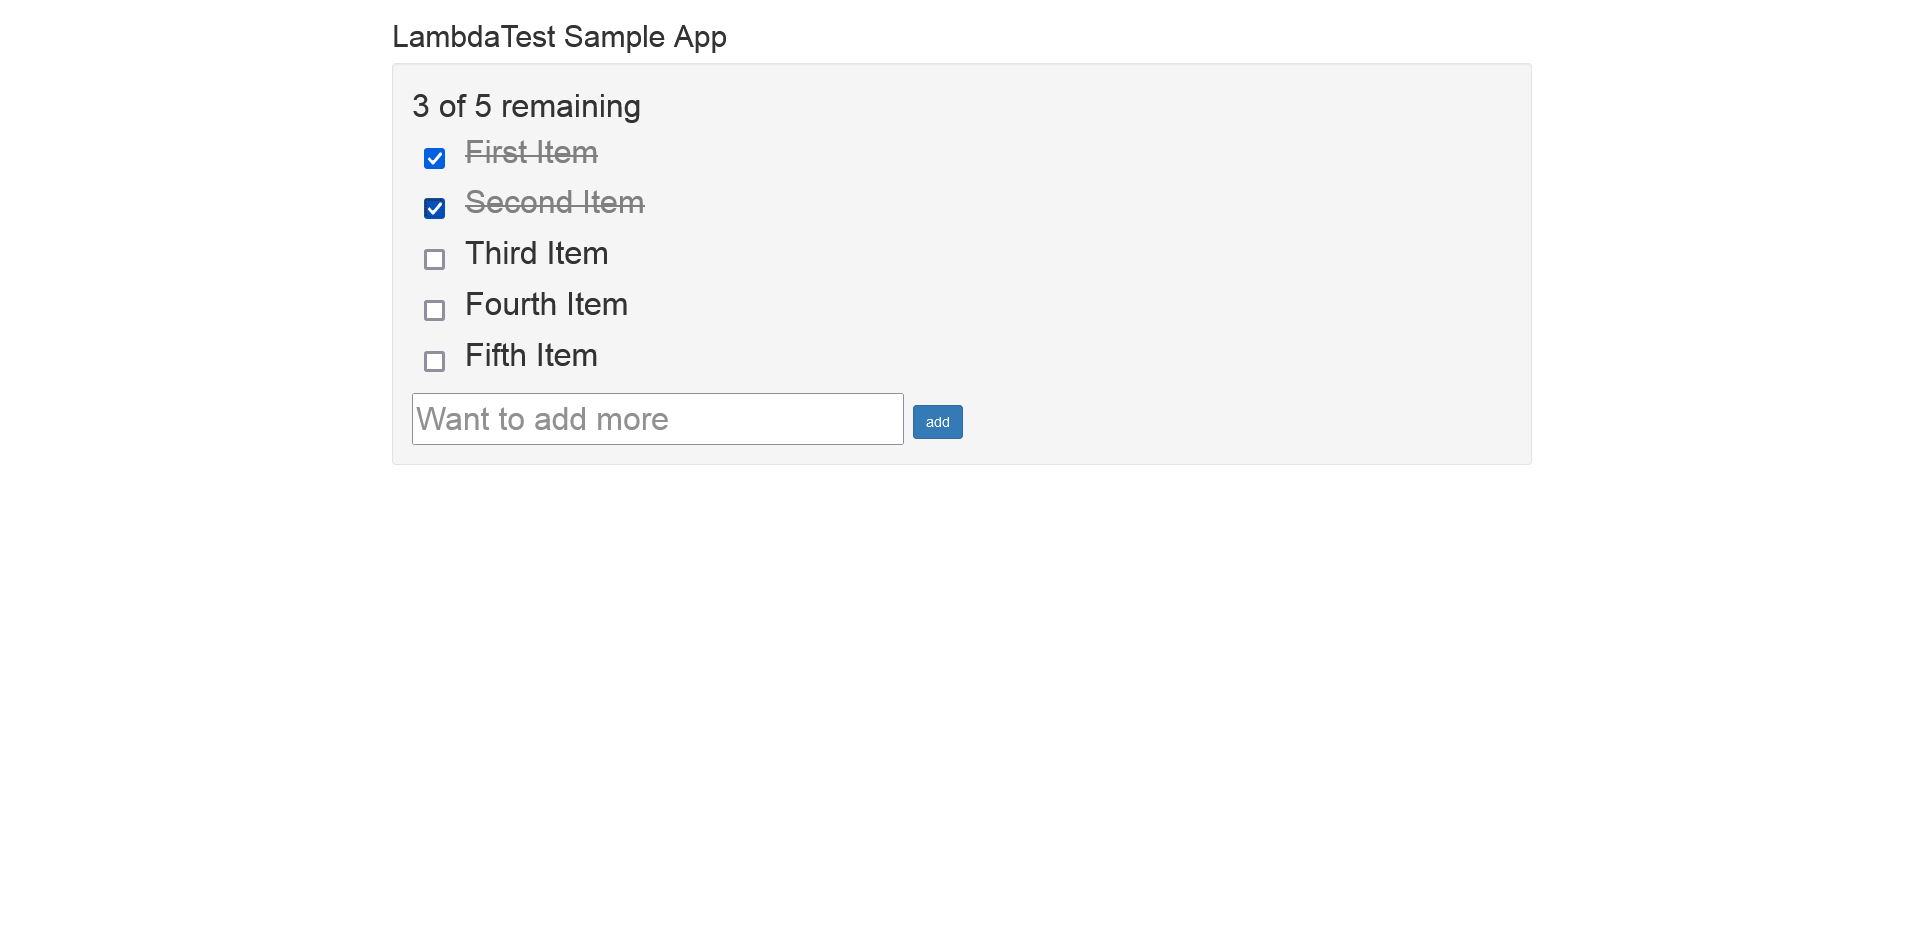 LambdaTest Sample App
3 of 5 remaining
First Item
Second Item
Third Item
Fourth Item
Fifth Item
Want to add more
add